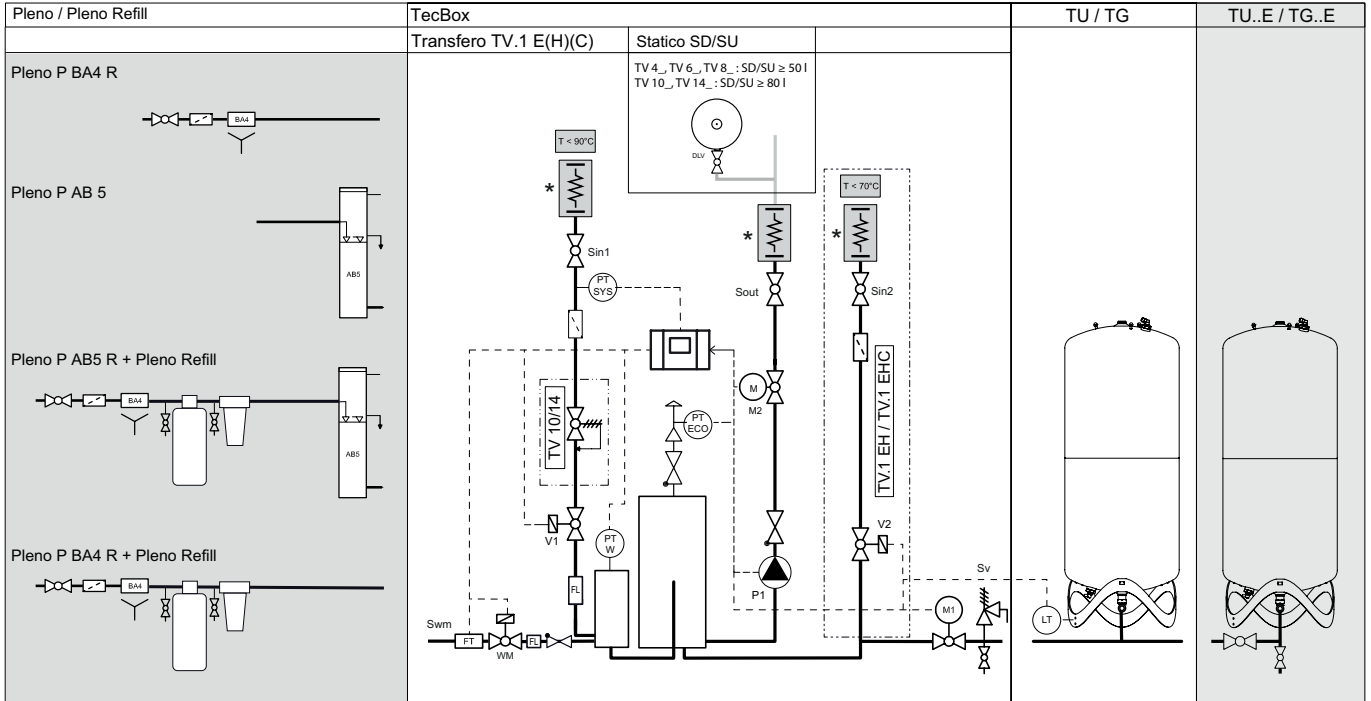 Pleno / Pleno Refill
TecBox
TU / TG
TU..E / TG..E
Transfero TV.1 E(H)(C)
Statico SD/SU
Pleno P BA4 R
BA4
Pleno P AB 5
AB5
Pleno P AB5 R + Pleno Refill
BA4
AB5
Pleno P BA4 R + Pleno Refill
BA4
TV 4_, TV 6_, TV 8_ : SD/SU ≥ 50 l
TV 10_, TV 14_ : SD/SU ≥ 80 l
DLV
T < 90°C
*
Sin1
PT
SYS
TV 10/14
V1
FL
PT
W
Swm
FT
WM
FL
PT
ECO
*
Sout
M
M2
P1
T < 70°C
*
Sin2
TV.1 EH / TV.1 EHC
V2
M1
Sv
LT